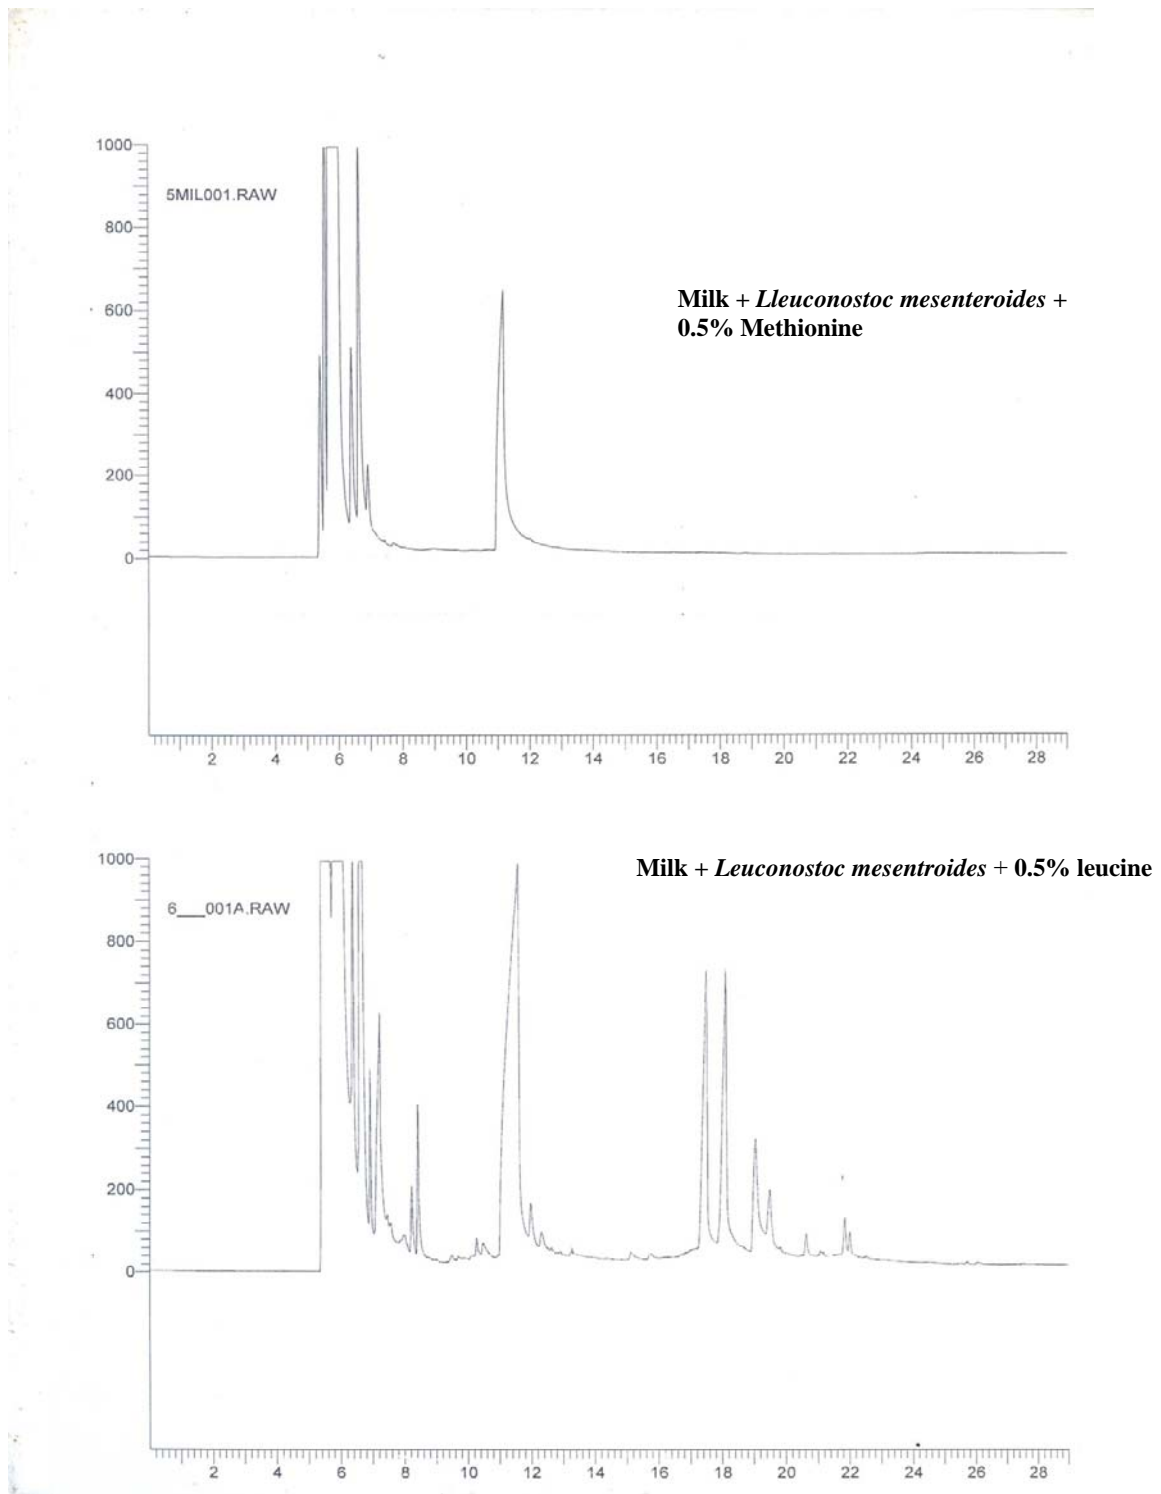 1000
5MIL001.RAW
800
Milk + Lleuconostoc mesenteroides +
600
0.5% Methionine
400
200
0
2 4 6 8 10 12 14 16 18 20 22 24 26 28
1000
Milk + Leuconostoc mesentroides + 0.5% leucine
6___001A.RAW
800
600
400
200
0
2 4 6 8 10 12 14 16 18 20 22 24 26 28